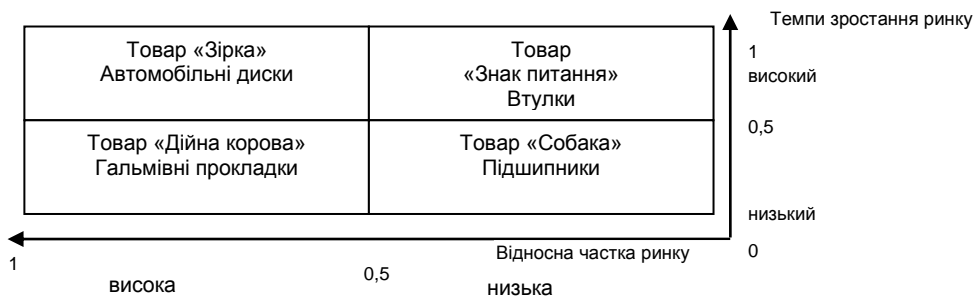 Темпи зростання ринку
Товар «Зірка»
Автомобільні диски
Товар
«Знак питання»
Втулки
1
високий
0,5
Товар «Дійна корова»
Гальмівні прокладки
Товар «Собака»
Підшипники
низький
0
Відносна частка ринку
1
0,5
висока
низька